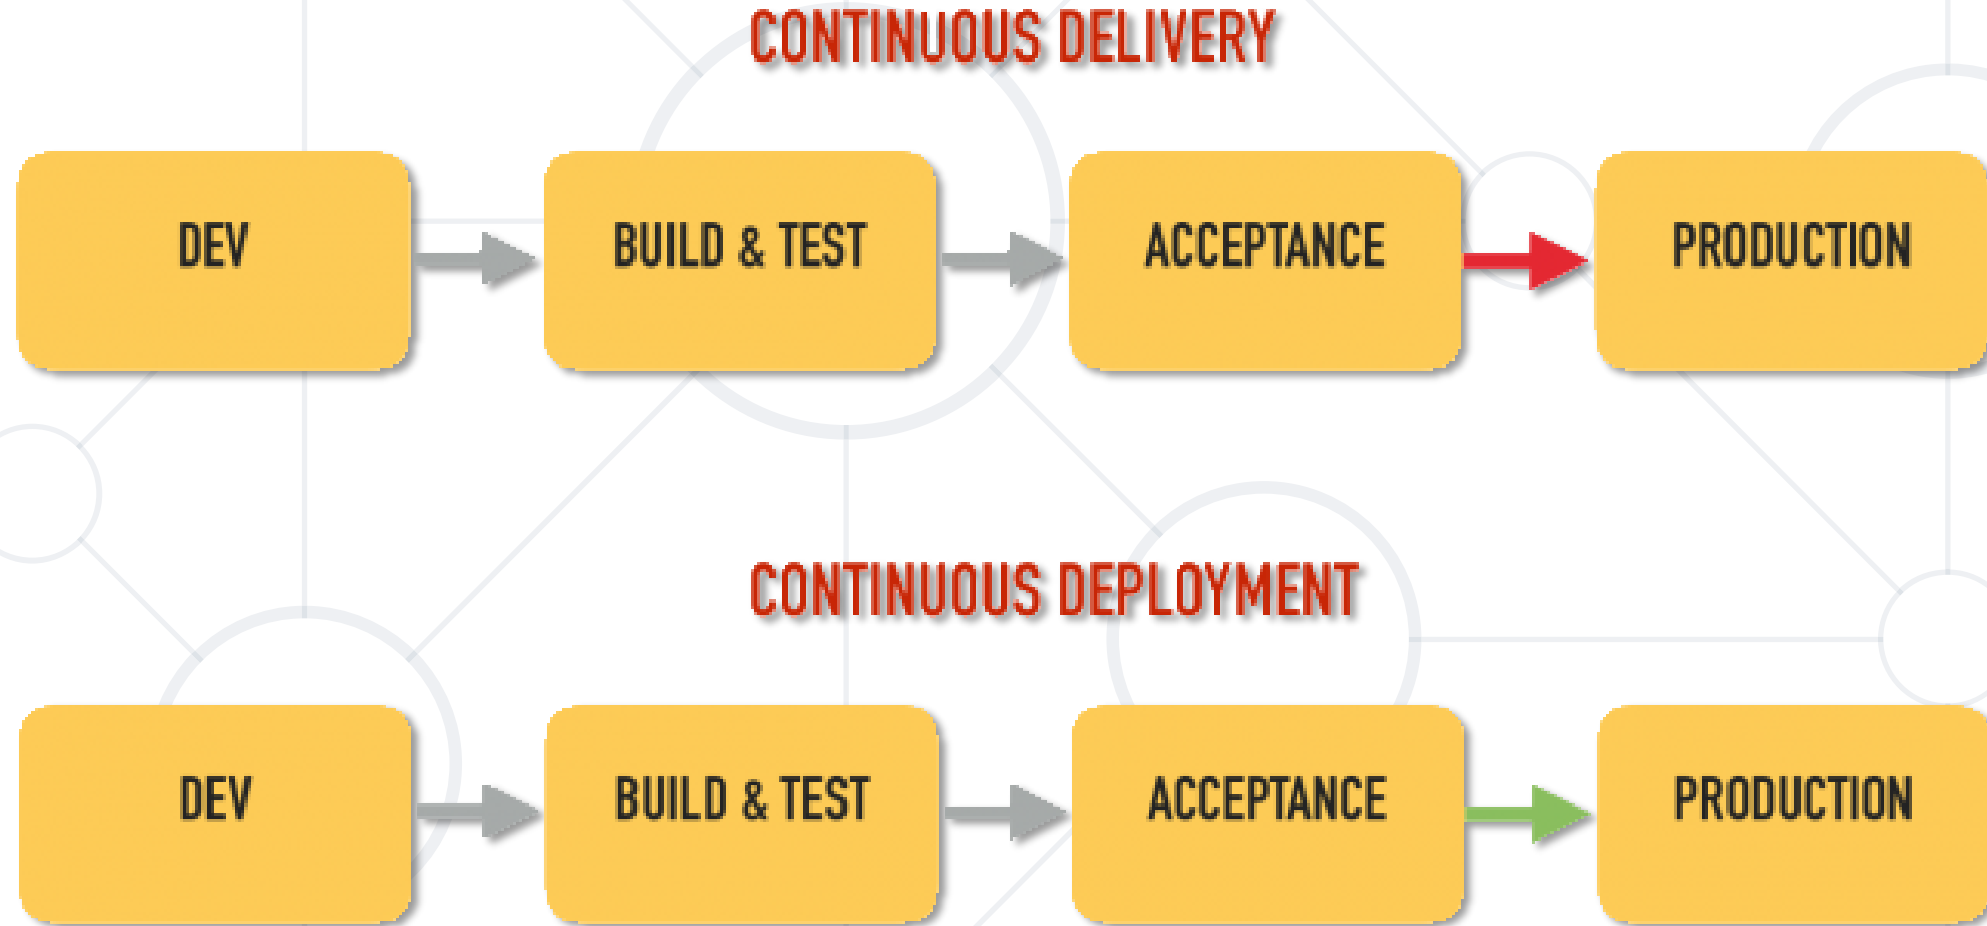 CONTINUOUS DELIVERY
DEV
BUILD & TEST
ACCEPTANCE
PRODUCTION
CONTINUOUS DEPLOYMENT
DEV
BUILD & TEST
ACCEPTANCE
PRODUCTION